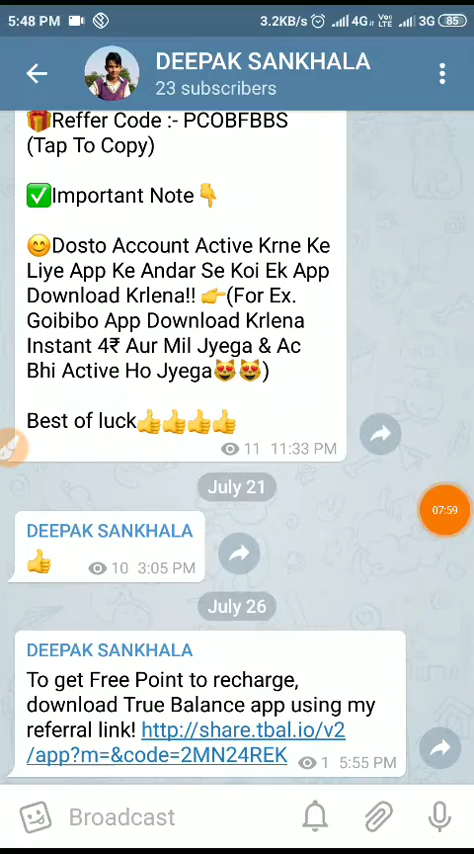 5:48 PM 3.2KB/s 4G VoLTE 3G 85
DEEPAK SANKHALA
23 subscribers
🎁Reffer Code :- PCOBFBBS
(Tap To Copy)
✅Important Note👇
😊Dosto Account Active Krne Ke
Liye App Ke Andar Se Koi Ek App
Download Krlena!! 👉(For Ex.
Goibibo App Download Krlena
Instant 4₹ Aur Mil Jyega & Ac
Bhi Active Ho Jyega😻😻)
Best of luck👍👍👍👍
11 11:33 PM
July 21
07:59
DEEPAK SANKHALA
👍 10 3:05 PM
July 26
DEEPAK SANKHALA
To get Free Point to recharge,
download True Balance app using my
referral link! http://share.tbal.io/v2
/app?m=&code=2MN24REK 1 5:55 PM
Broadcast